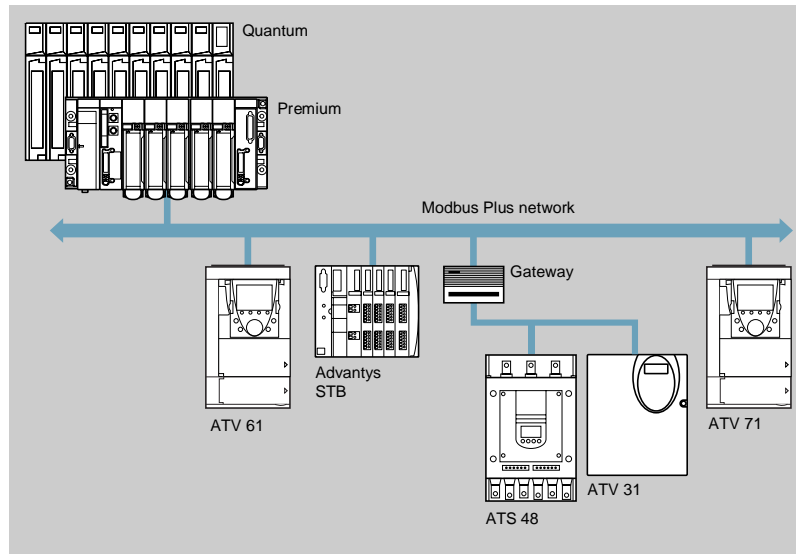 Quantum
Premium
Modbus Plus network
Gateway
Advantys
STB
ATV 61
ATV 71
ATV 31
ATS 48